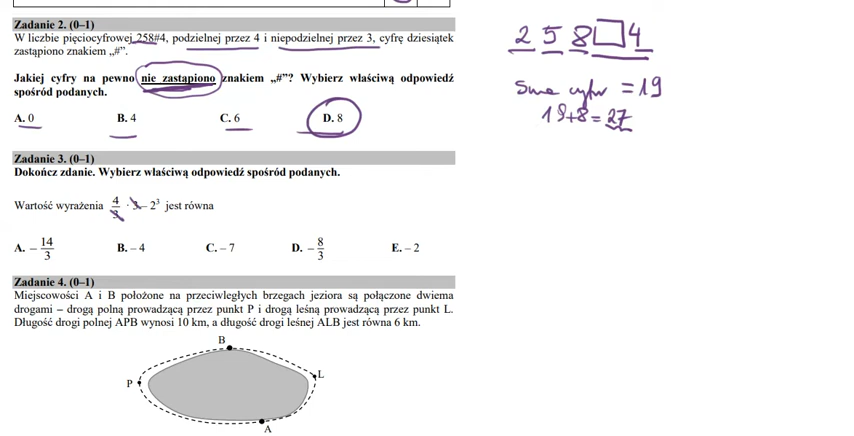 Zadanie 2. (0–1)
W liczbie pięciocyfrowej 258#4, podzielnej przez 4 i niepodzielnej przez 3, cyfrę dziesiątek
zastąpiono znakiem „#”.
Jakiej cyfry na pewno nie zastąpiono znakiem „#”? Wybierz właściwą odpowiedź
spośród podanych.
A. 0 B. 4 C. 6 D. 8
2 5 8 □ 4
Suma cyfr = 19
19+8=27
Zadanie 3. (0–1)
Dokończ zdanie. Wybierz właściwą odpowiedź spośród podanych.
Wartość wyrażenia 4/3 · 3 – 2³ jest równa
A. – 14/3 B. – 4 C. – 7 D. – 8/3 E. – 2
Zadanie 4. (0–1)
Miejscowości A i B położone na przeciwległych brzegach jeziora są połączone dwiema
drogami – drogą polną prowadzącą przez punkt P i drogą leśną prowadzącą przez punkt L.
Długość drogi polnej APB wynosi 10 km, a długość drogi leśnej ALB jest równa 6 km.
B
L
P
A